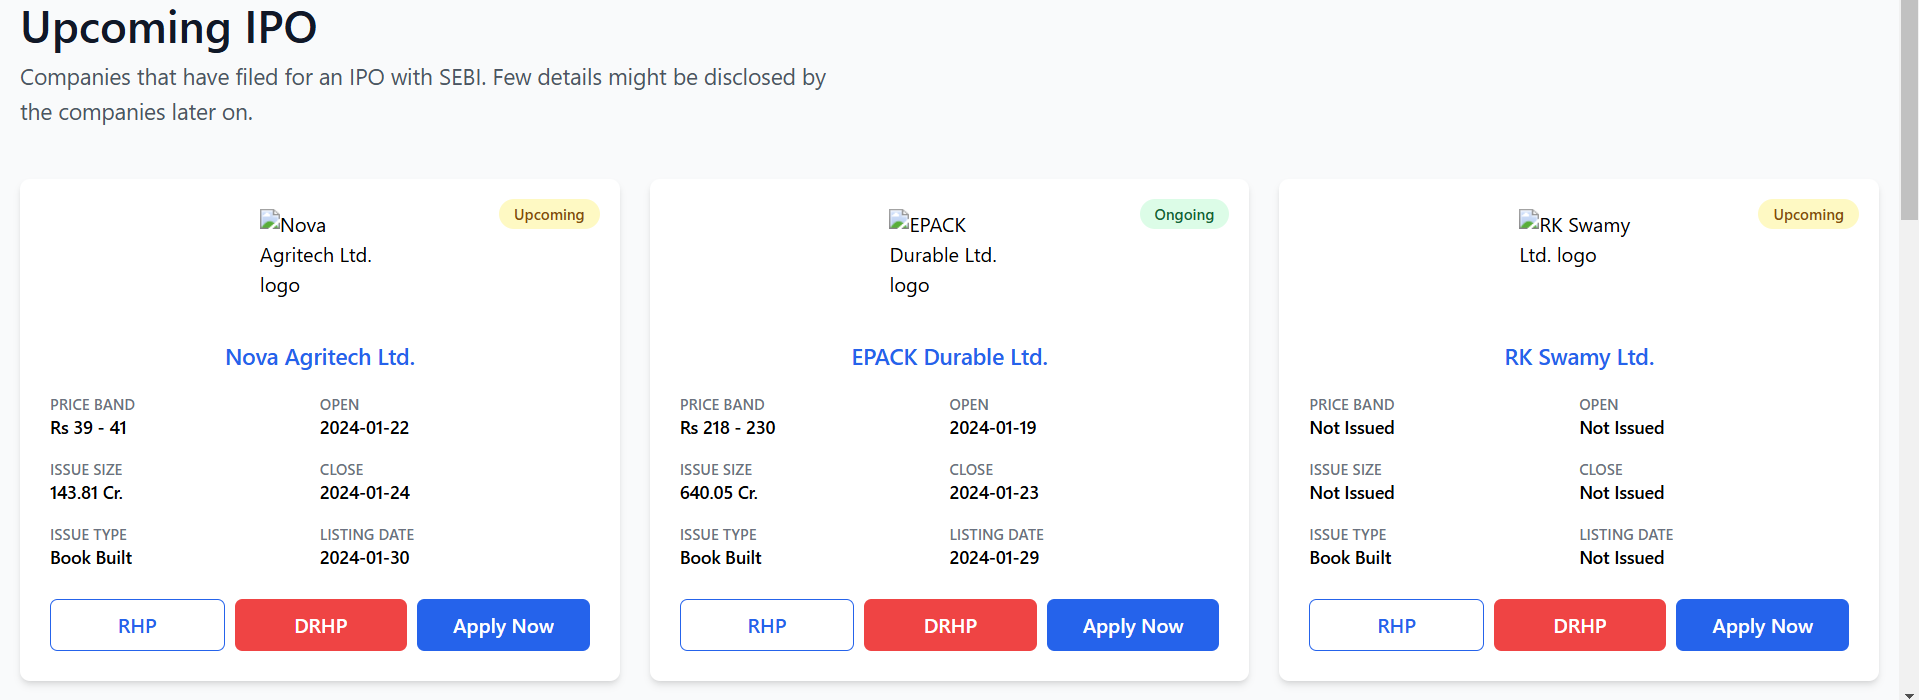 Upcoming IPO
Companies that have filed for an IPO with SEBI. Few details might be disclosed by
the companies later on.
Upcoming
Nova
Agritech Ltd.
logo
Nova Agritech Ltd.
PRICE BAND
OPEN
Rs 39 - 41
2024-01-22
ISSUE SIZE
CLOSE
143.81 Cr.
2024-01-24
ISSUE TYPE
LISTING DATE
Book Built
2024-01-30
RHP
DRHP
Apply Now
Ongoing
EPACK
Durable Ltd.
logo
EPACK Durable Ltd.
PRICE BAND
OPEN
Rs 218 - 230
2024-01-19
ISSUE SIZE
CLOSE
640.05 Cr.
2024-01-23
ISSUE TYPE
LISTING DATE
Book Built
2024-01-29
RHP
DRHP
Apply Now
Upcoming
RK Swamy
Ltd. logo
RK Swamy Ltd.
PRICE BAND
OPEN
Not Issued
Not Issued
ISSUE SIZE
CLOSE
Not Issued
Not Issued
ISSUE TYPE
LISTING DATE
Book Built
Not Issued
RHP
DRHP
Apply Now